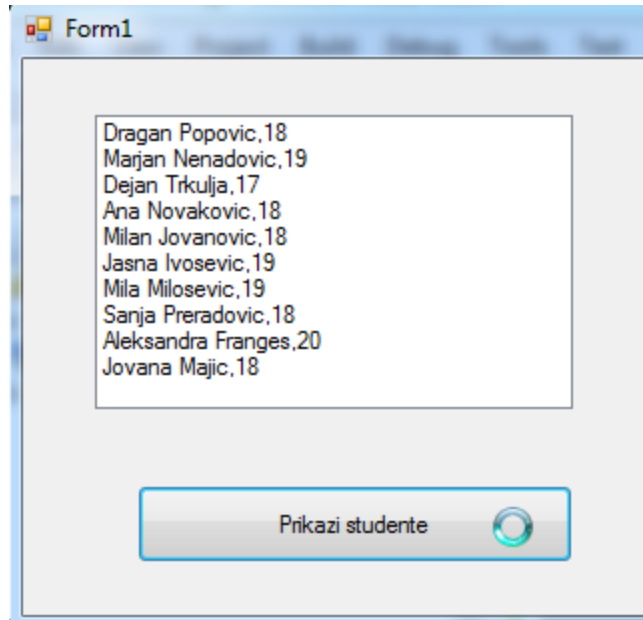 Form1
Dragan Popovic,18
Marjan Nenadovic,19
Dejan Trkulja,17
Ana Novakovic,18
Milan Jovanovic,18
Jasna Ivosevic,19
Mila Milosevic,19
Sanja Preradovic,18
Aleksandra Franges,20
Jovana Majic,18
Prikazi studente